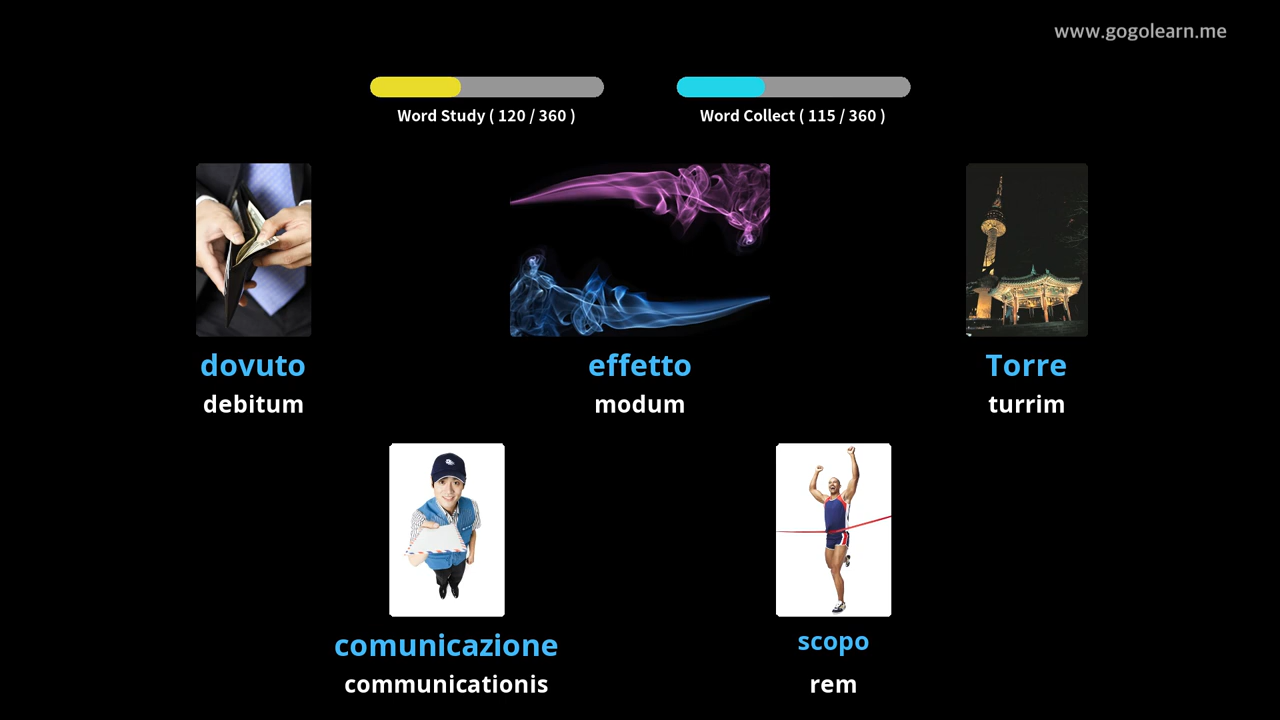 www.gogolearn.me
Word Study ( 120 / 360 )
Word Collect ( 115 / 360 )
dovuto
debitum
effetto
modum
Torre
turrim
comunicazione
communicationis
scopo
rem